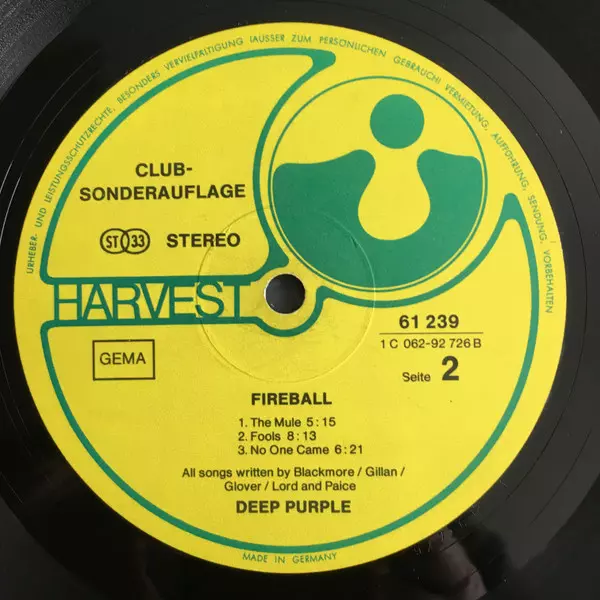 URHEBER- UND LEISTUNGSSCHUTZRECHTE, BESONDERS VERVIELFÄLTIGUNG (AUSSER ZUM PERSÖNLICHEN GEBRAUCH) VERMIETUNG, AUFFÜHRUNG, SENDUNG, VORBEHALTEN
CLUB-
SONDERAUFLAGE
ST 33 STEREO
HARVEST
GEMA
61 239
1 C 062-92 726 B
Seite 2
FIREBALL
1. The Mule 5:15
2. Fools 8:13
3. No One Came 6:21
All songs written by Blackmore / Gillan /
Glover / Lord and Paice
DEEP PURPLE
MADE IN GERMANY